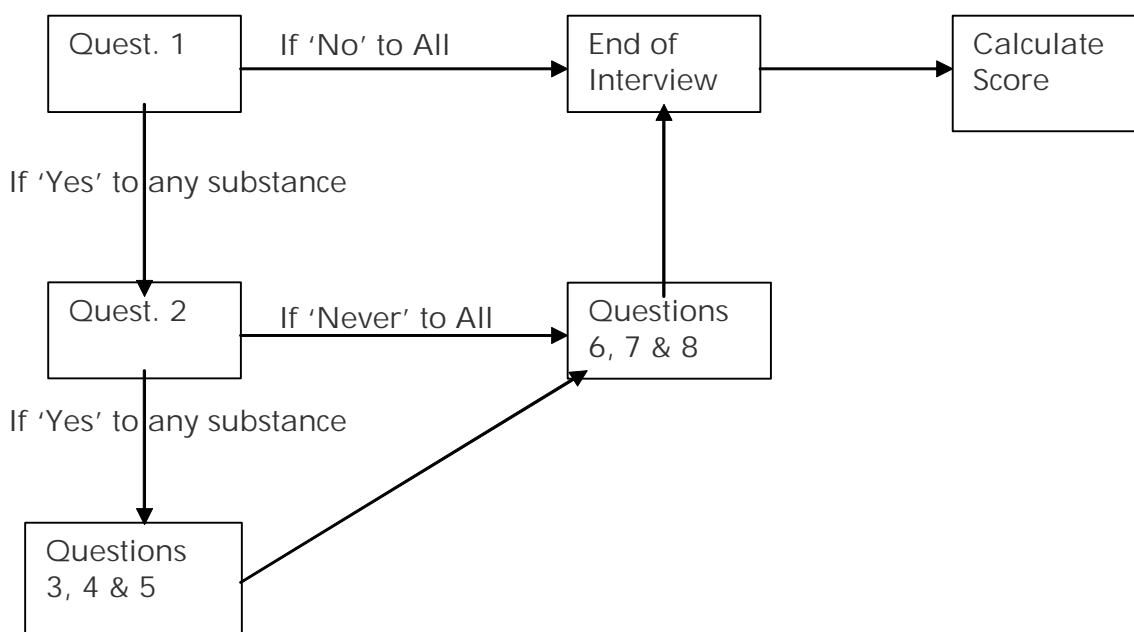 Quest. 1
If ‘No’ to All
End of
Interview
Calculate
Score
If ‘Yes’ to any substance
Quest. 2
If ‘Never’ to All
Questions
6, 7 & 8
If ‘Yes’ to any substance
Questions
3, 4 & 5